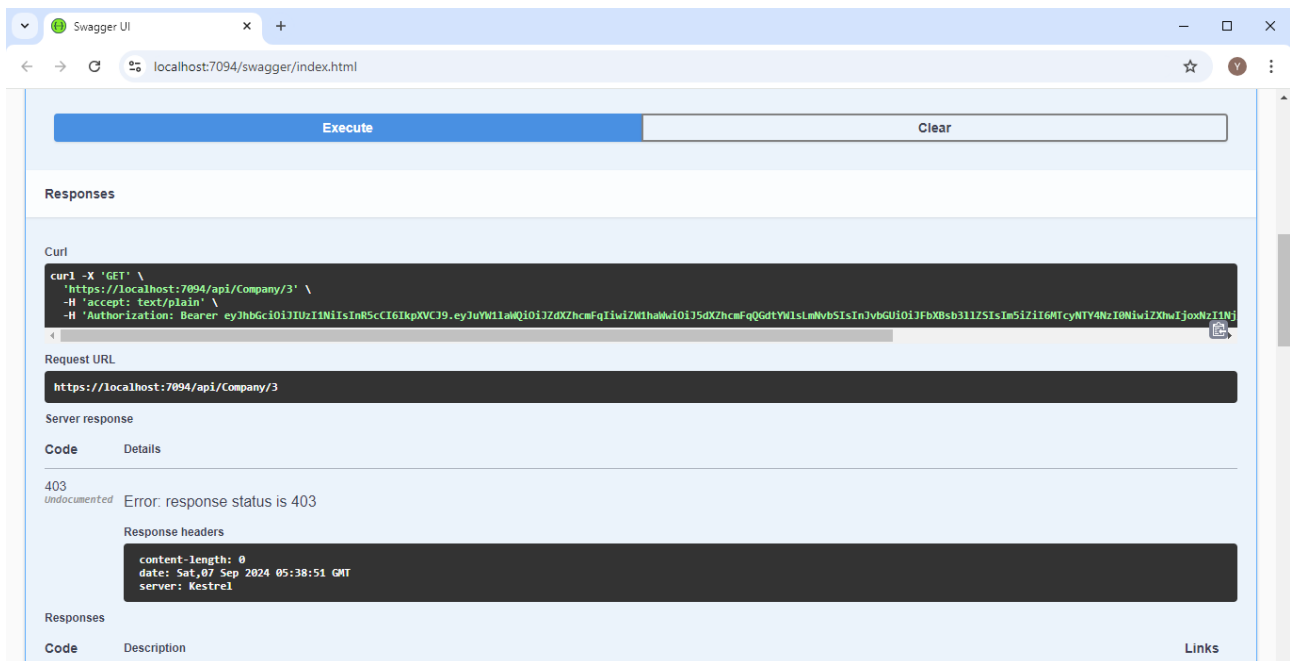 Swagger UI
localhost:7094/swagger/index.html
Y
Execute
Clear
Responses
Curl
curl -X 'GET' \
'https://localhost:7094/api/Company/3' \
-H 'accept: text/plain' \
-H 'Authorization: Bearer
Request URL
https://localhost:7094/api/Company/3
Server response
Code Details
403
Undocumented
Error: response status is 403
Response headers
content-length: 0
date: Sat,07 Sep 2024 05:38:51 GMT
server: Kestrel
Responses
Code Description Links